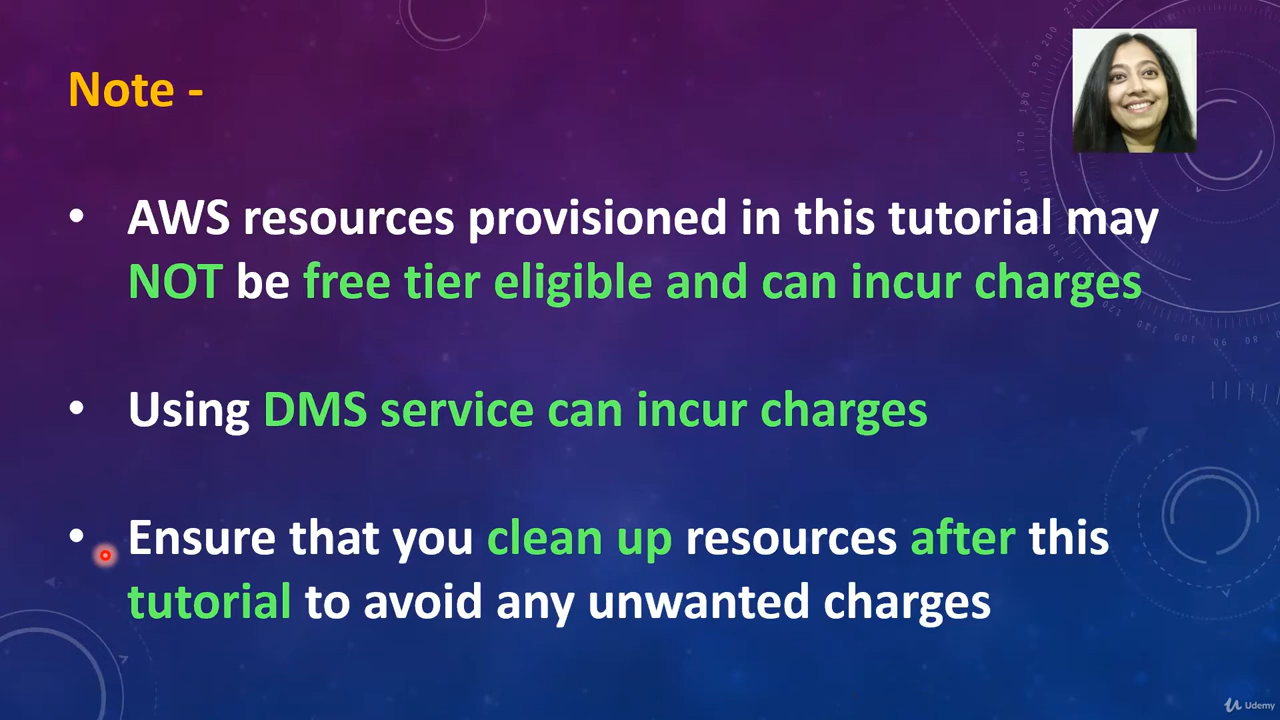 Note -
• AWS resources provisioned in this tutorial may
NOT be free tier eligible and can incur charges
• Using DMS service can incur charges
• Ensure that you clean up resources after this
tutorial to avoid any unwanted charges
Udemy